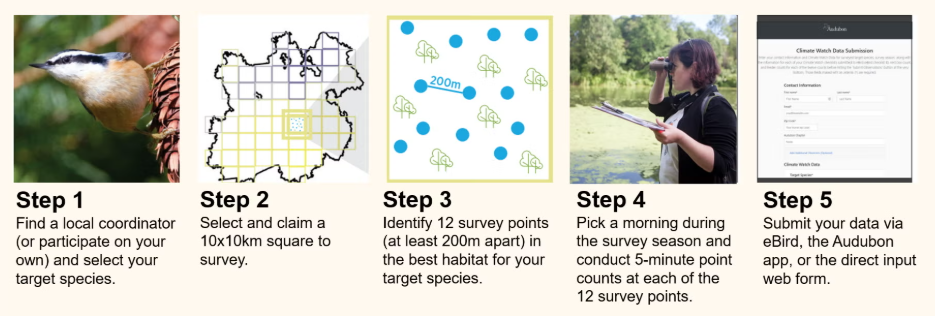 200m
Audubon
Climate Watch Data Submission
Contact Information
Climate Watch Data
Target Species
Step 1
Find a local coordinator
(or participate on your
own) and select your
target species.
Step 2
Select and claim a
10x10km square to
survey.
Step 3
Identify 12 survey points
(at least 200m apart) in
the best habitat for your
target species.
Step 4
Pick a morning during
the survey season and
conduct 5-minute point
counts at each of the
12 survey points.
Step 5
Submit your data via
eBird, the Audubon
app, or the direct input
web form.